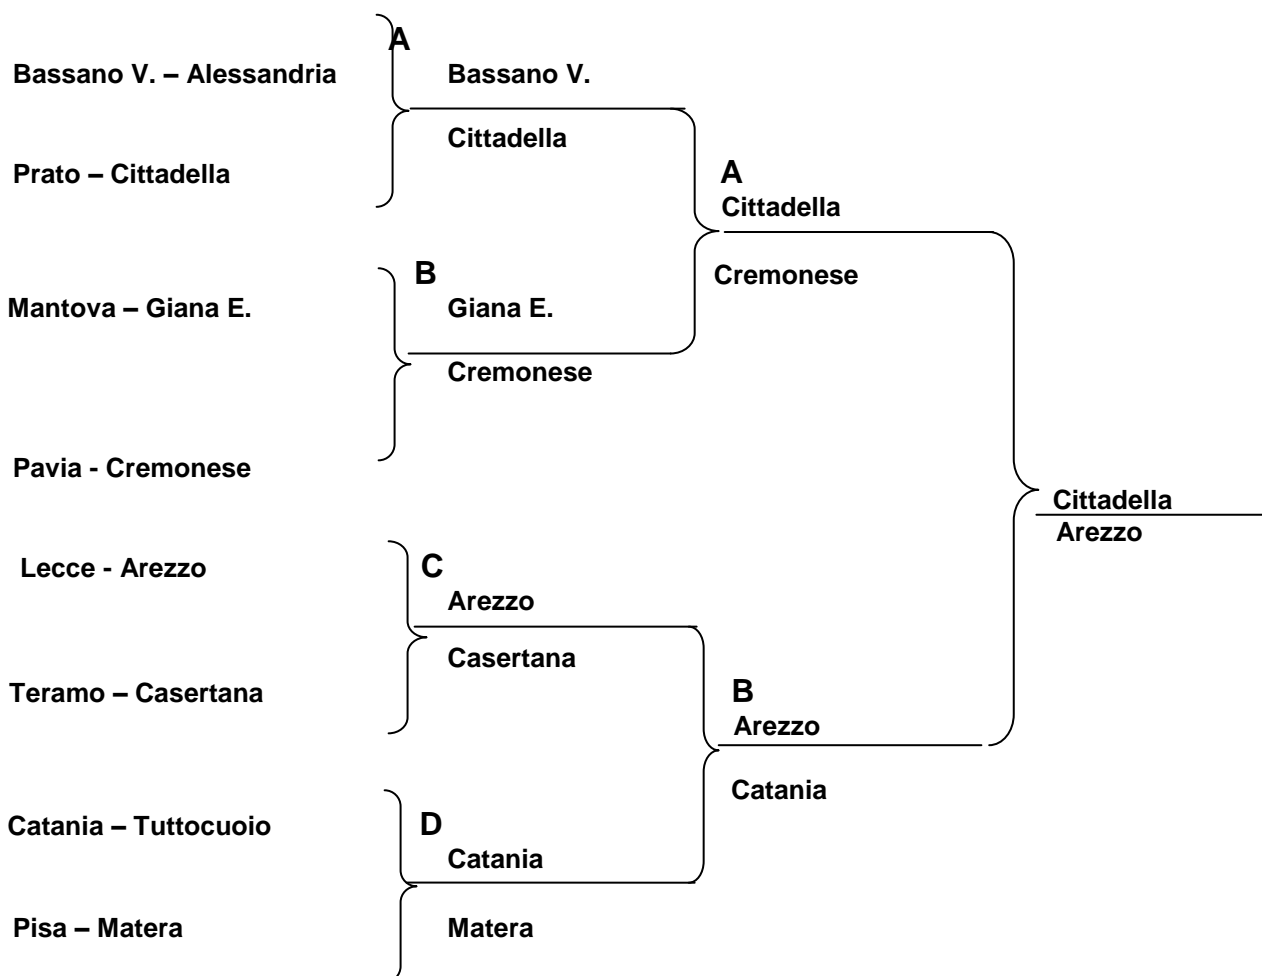 Bassano V. – Alessandria
Prato – Cittadella
Mantova – Giana E.
Pavia - Cremonese
Lecce - Arezzo
Teramo – Casertana
Catania – Tuttocuoio
Pisa – Matera
A
Bassano V.
Cittadella
B
Giana E.
Cremonese
C
Arezzo
Casertana
D
Catania
Matera
A
Cittadella
Cremonese
B
Arezzo
Catania
Cittadella
Arezzo